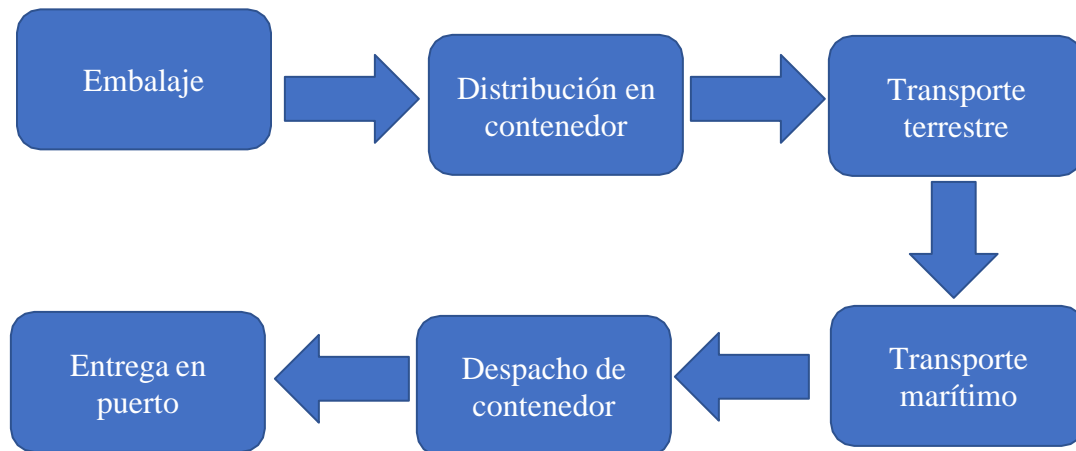 Embalaje
Distribución en
contenedor
Transporte
terrestre
Transporte
marítimo
Despacho de
contenedor
Entrega en
puerto